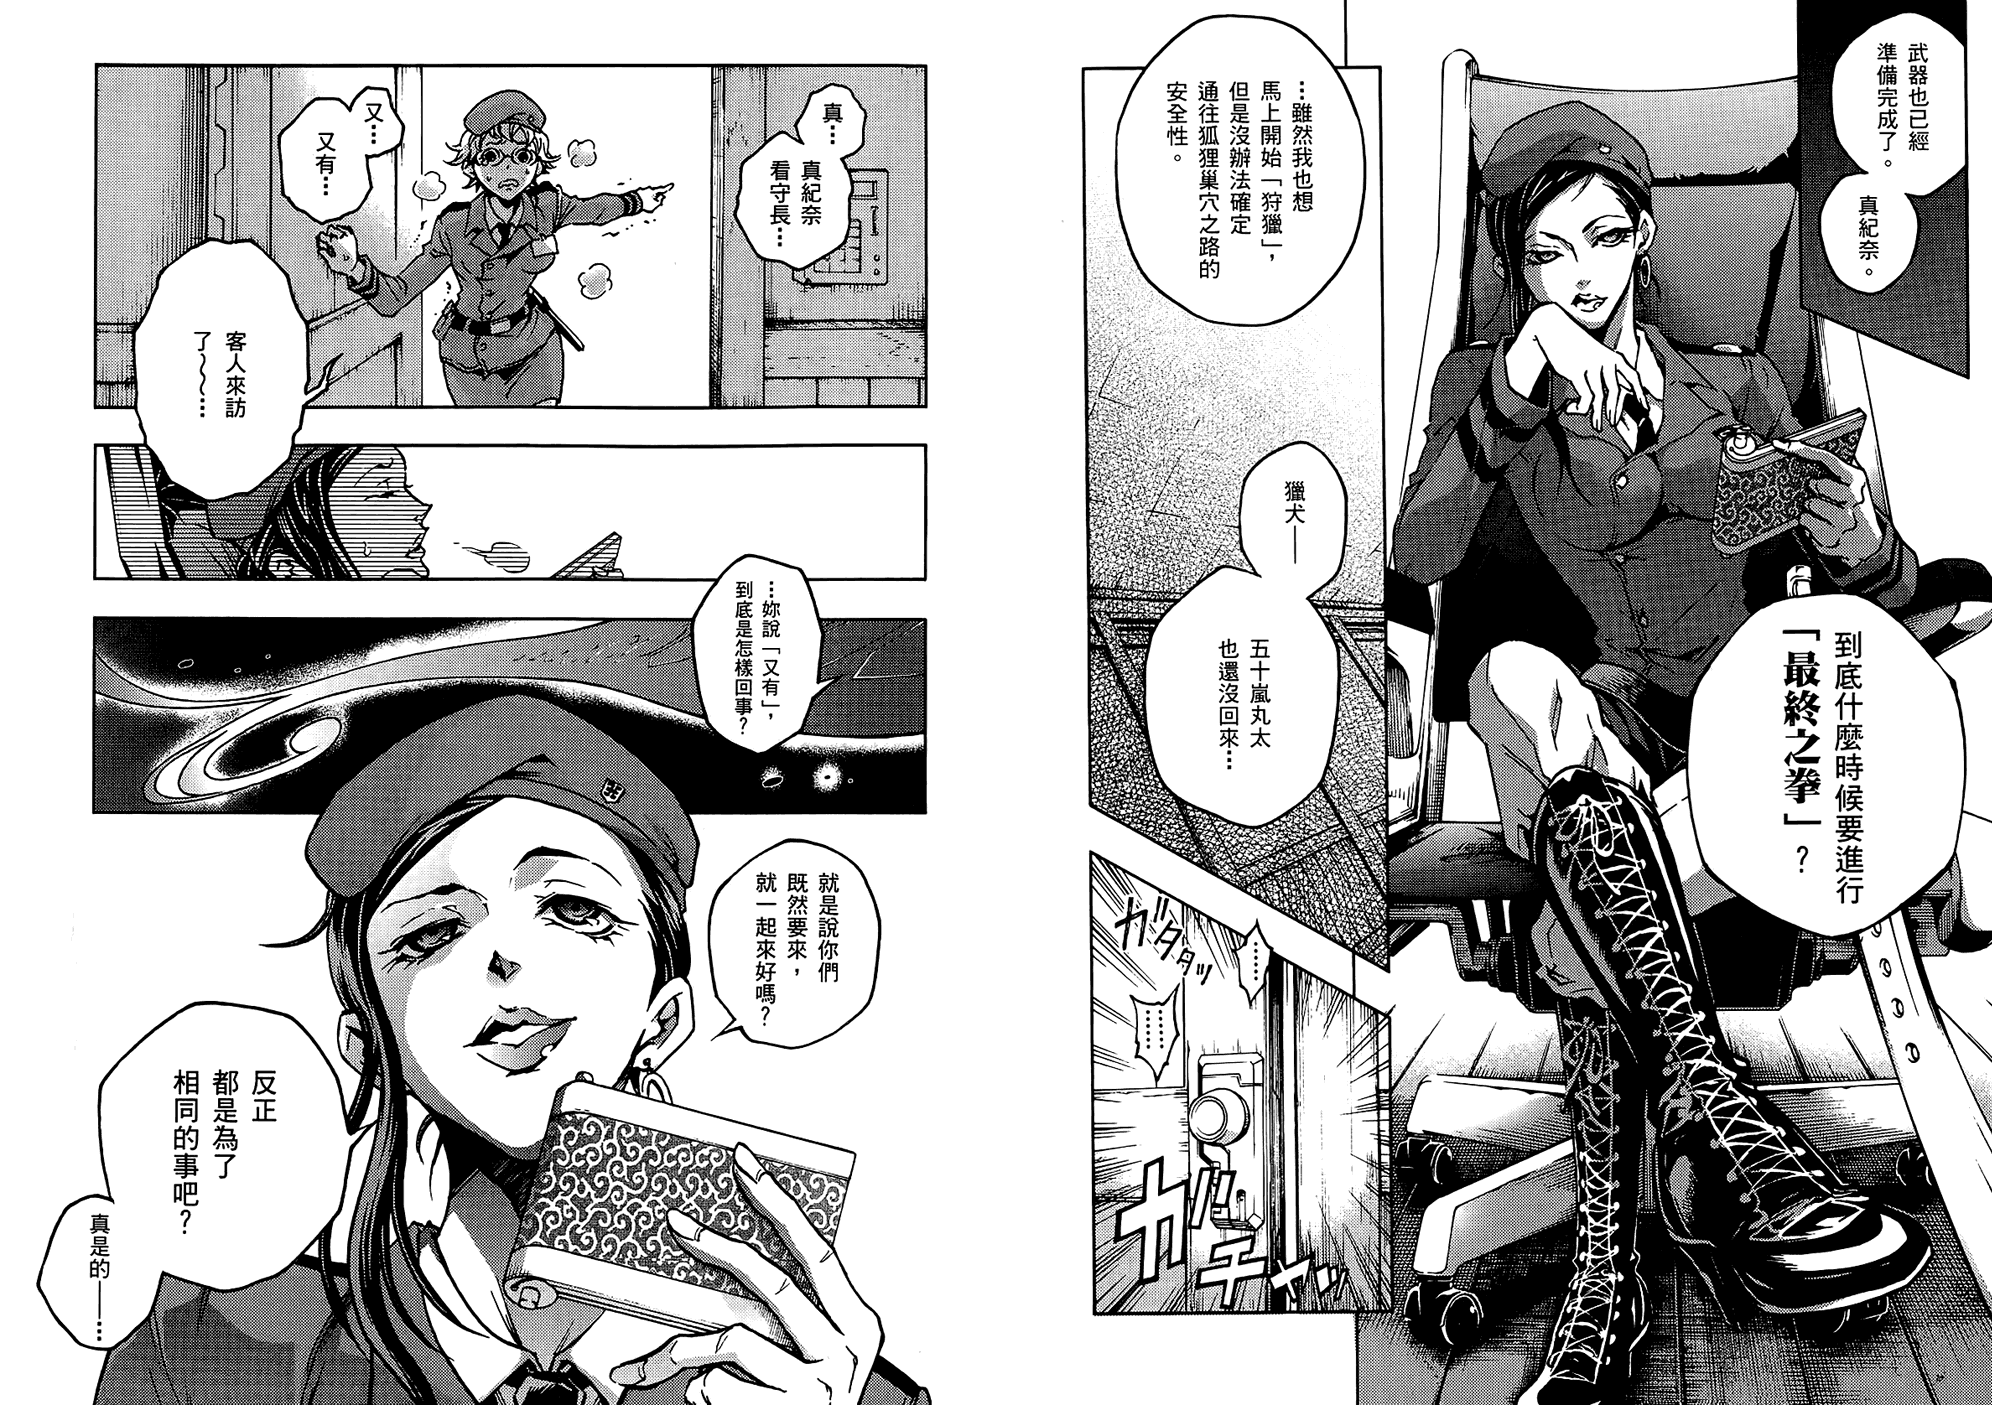 武器也已經
準備完成了。
真紀奈。
到底什麼時候要進行
「最終之拳」?
…雖然我也想
馬上開始「狩獵」,
但是沒辦法確定
通往狐狸巢穴之路的
安全性。
獵犬──
五十嵐丸太
也還沒回來…
……
ガタタッ
……
ガチャッ
ガチャッ
真…
真紀奈
看守長…
又…
又有…
客人來訪
了~~…
…妳說「又有」,
到底是怎樣回事?
就是說你們
既然要來,
就一起來好嗎?
反正
都是為了
相同的事吧?
真是的──…